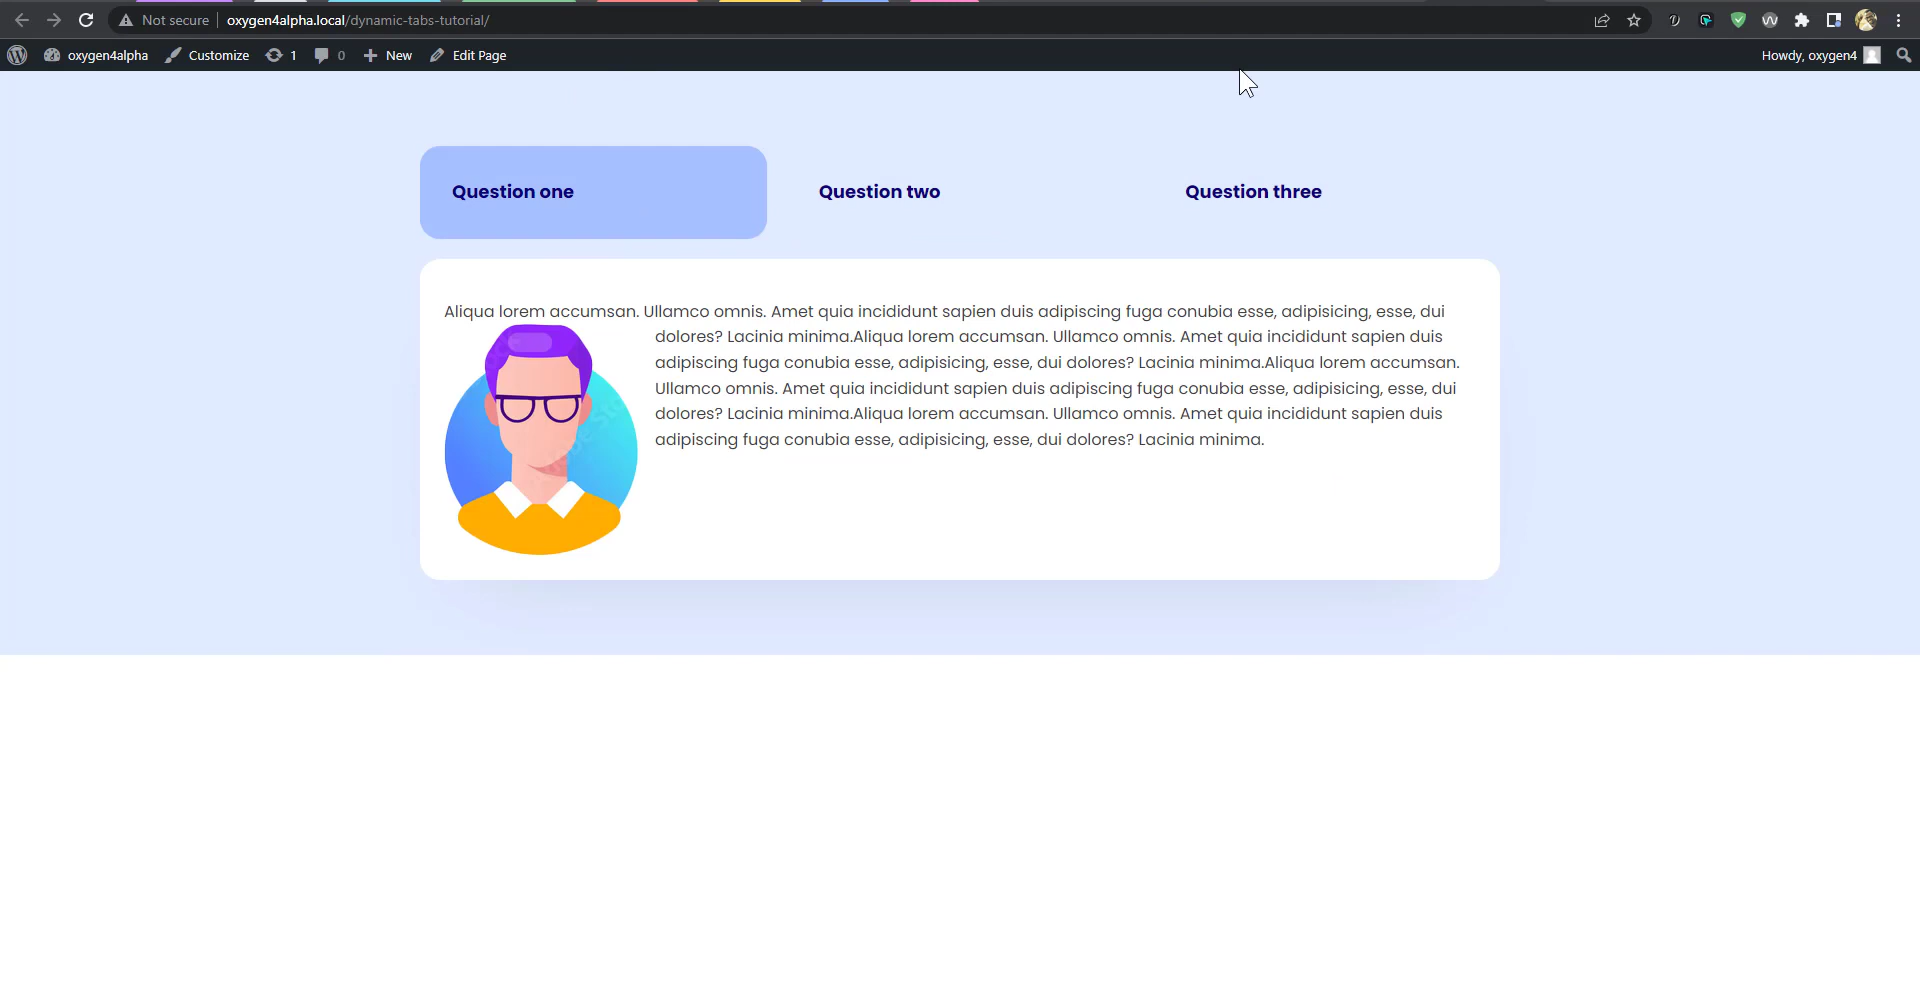 Not secure oxygen4alpha.local/dynamic-tabs-tutorial/
oxygen4alpha Customize 1 0 New Edit Page Howdy, oxygen4
Question one Question two Question three
Aliqua lorem accumsan. Ullamco omnis. Amet quia incididunt sapien duis adipiscing fuga conubia esse, adipisicing, esse, dui
dolores? Lacinia minima.Aliqua lorem accumsan. Ullamco omnis. Amet quia incididunt sapien duis
adipiscing fuga conubia esse, adipisicing, esse, dui dolores? Lacinia minima.Aliqua lorem accumsan.
Ullamco omnis. Amet quia incididunt sapien duis adipiscing fuga conubia esse, adipisicing, esse, dui
dolores? Lacinia minima.Aliqua lorem accumsan. Ullamco omnis. Amet quia incididunt sapien duis
adipiscing fuga conubia esse, adipisicing, esse, dui dolores? Lacinia minima.